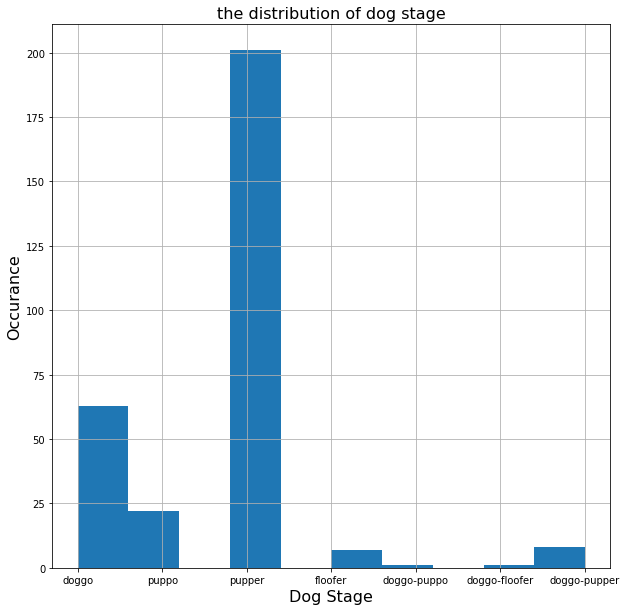 the distribution of dog stage
Occurance
200
175
150
125
100
75
50
25
0
doggo puppo pupper floofer doggo-puppo doggo-floofer doggo-pupper
Dog Stage